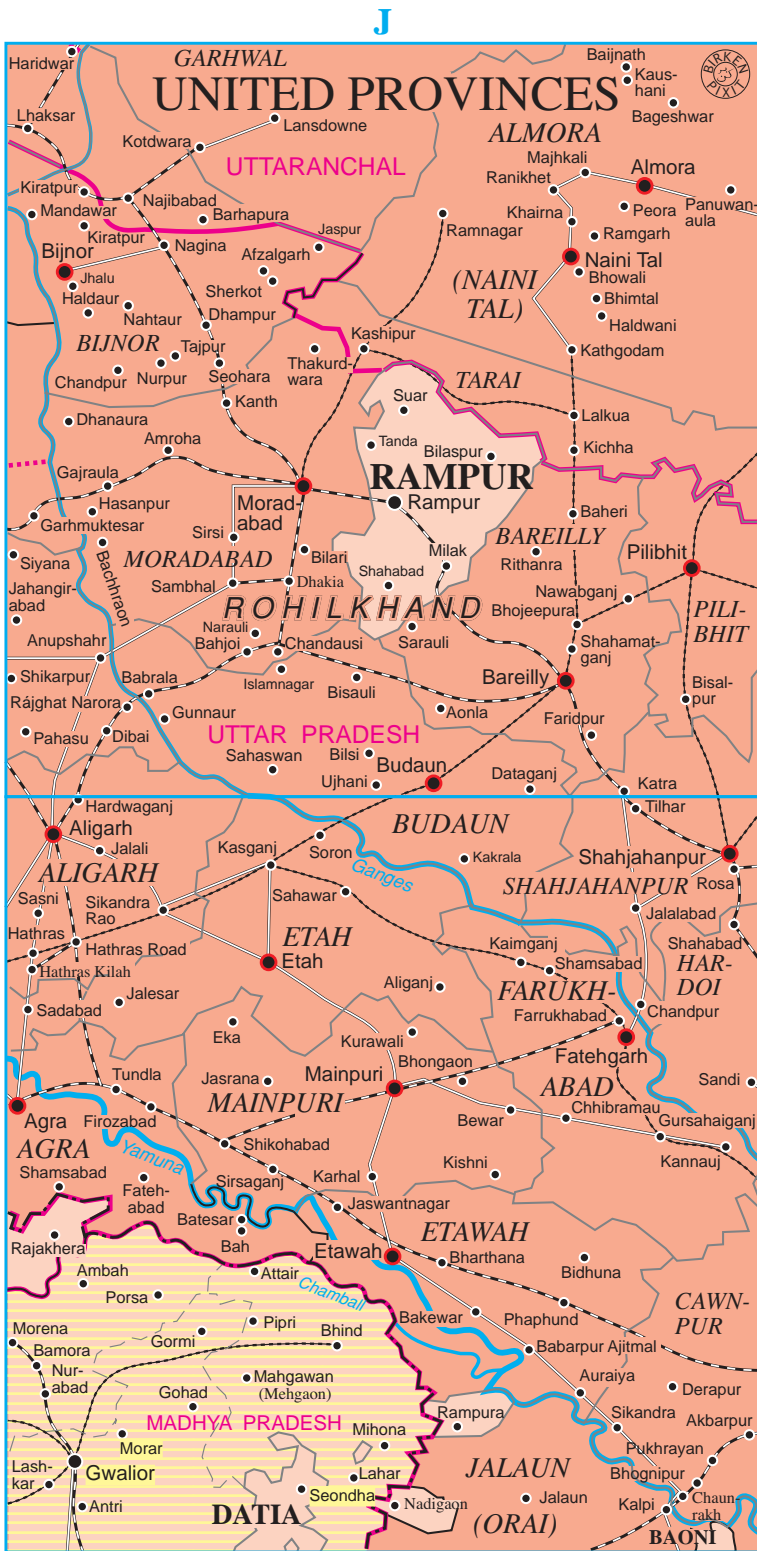 J
Haridwar
GARHWAL
Baijnath
Kaus-
hani
BIRKEN
PIXIT
UNITED PROVINCES
Bageshwar
Lhaksar
Kotdwara
Lansdowne
ALMORA
UTTARANCHAL
Majhkali
Almora
Ranikhet
Kiratpur
Najibabad
Mandawar
Barhapura
Ramnagar
Khairna
Peora
Panuwan-
aula
Kiratpur
Nagina
Jaspur
Ramgarh
Bijnor
Afzalgarh
Naini Tal
Jhalu
Sherkot
(NAINI
TAL)
Bhowali
Haldaur
Nahtaur
Dhampur
Bhimtal
Haldwani
BIJNOR
Tajpur
Kashipur
Kathgodam
Chandpur
Nurpur
Seohara
Thakurd-
wara
TARAI
Kanth
Suar
Dhanaura
Lalkua
Amroha
Tanda
Bilaspur
Kichha
Gajraula
RAMPUR
Hasanpur
Morad-
abad
Rampur
Garhmuktesar
Baheri
Sirsi
BAREILLY
Siyana
Bachhraon
MORADABAD
Bilari
Milak
Rithanra
Pilibhit
Jahangir-
abad
Sambhal
Dhakia
Shahabad
Nawabganj
ROHILKHAND
Bhojeepura
PILI-
BHIT
Anupshahr
Narauli
Bahjoi
Chandausi
Sarauli
Shahamat-
ganj
Shikarpur
Babrala
Islamnagar
Bisauli
Bareilly
Rájghat Narora
Gunnaur
Aonla
Bisal-
pur
Pahasu
Dibai
UTTAR PRADESH
Faridpur
Sahaswan
Bilsi
Budaun
Ujhani
Dataganj
Katra
Hardwaganj
Tilhar
Aligarh
BUDAUN
Jalali
Kasganj
Soron
Ganges
Kakrala
Shahjahanpur
ALIGARH
SHAHJAHANPUR
Rosa
Sasni
Sikandra
Rao
Sahawar
Jalalabad
Hathras
Hathras Road
ETAH
Kaimganj
Shahabad
Hathras Kilah
Etah
Shamsabad
HAR-
DOI
Jalesar
Aliganj
FARUKH-
Sadabad
Farrukhabad
Chandpur
Eka
Kurawali
Fatehgarh
Tundla
Jasrana
Mainpuri
Bhongaon
ABAD
Sandi
MAINPURI
Agra
Firozabad
Bewar
Chhibramau
Gursahaiganj
AGRA
Yamuna
Shikohabad
Kannauj
Shamsabad
Fateh-
abad
Sirsaganj
Karhal
Kishni
Batesar
Jaswantnagar
Rajakhera
Bah
Etawah
ETAWAH
Bharthana
Bidhuna
Ambah
Attair
Porsa
Chamball
CAWN-
PUR
Morena
Gormi
Pipri
Bhind
Bakewar
Phaphund
Bamora
Babarpur Ajitmal
Nur-
abad
Mahgawan
(Mehgaon)
Auraiya
Derapur
Gohad
MADHYA PRADESH
Rampura
Sikandra
Akbarpur
Morar
Mihona
Pukhrayan
Lash-
kar
Gwalior
Lahar
JALAUN
Bhognipur
Seondha
Jalaun
Kalpi
Chaun-
rakh
Antri
DATIA
Nadigaon
(ORAI)
BAONI